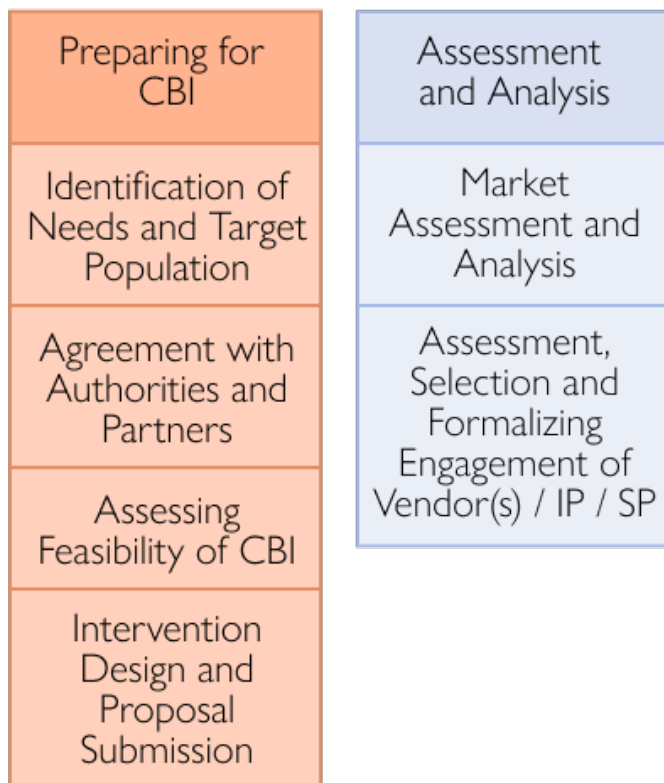 Preparing for
CBI
Identification of
Needs and Target
Population
Agreement with
Authorities and
Partners
Assessing
Feasibility of CBI
Intervention
Design and
Proposal
Submission
Assessment
and Analysis
Market
Assessment and
Analysis
Assessment,
Selection and
Formalizing
Engagement of
Vendor(s) / IP / SP